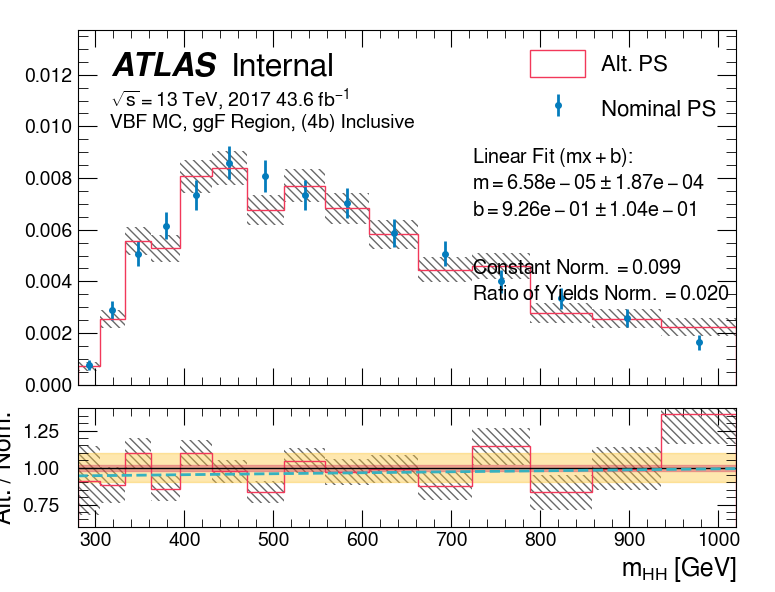 ATLAS Internal
√s = 13 TeV, 2017 43.6 fb⁻¹
VBF MC, ggF Region, (4b) Inclusive
Alt. PS
Nominal PS
Linear Fit (mx + b):
m = 6.58e − 05 ± 1.87e − 04
b = 9.26e − 01 ± 1.04e − 01
Constant Norm. = 0.099
Ratio of Yields Norm. = 0.020
0.012
0.010
0.008
0.006
0.004
0.002
0.000
Alt. / Nom.
1.25
1.00
0.75
300 400 500 600 700 800 900 1000
m_HH [GeV]